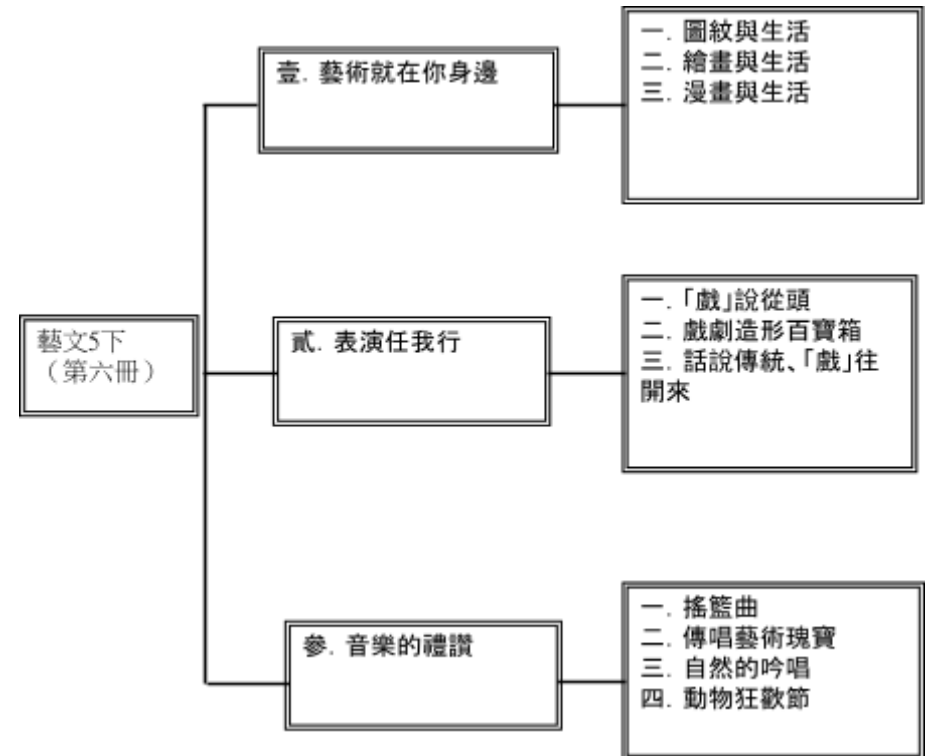 藝文5下
（第六冊）
壹. 藝術就在你身邊
一. 圖紋與生活
二. 繪畫與生活
三. 漫畫與生活
貳. 表演任我行
一.「戲」說從頭
二. 戲劇造形百寶箱
三. 話說傳統、「戲」往
開來
參. 音樂的禮讚
一. 搖籃曲
二. 傳唱藝術瑰寶
三. 自然的吟唱
四. 動物狂歡節